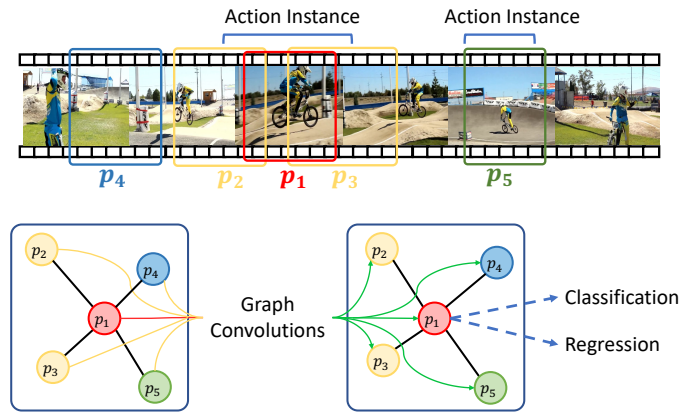 Action Instance Action Instance
p4 p2 p1 p3 p5
p2 p4 p1 p3 p5
Graph
Convolutions
p2 p4 p1 p3 p5
Classification
Regression